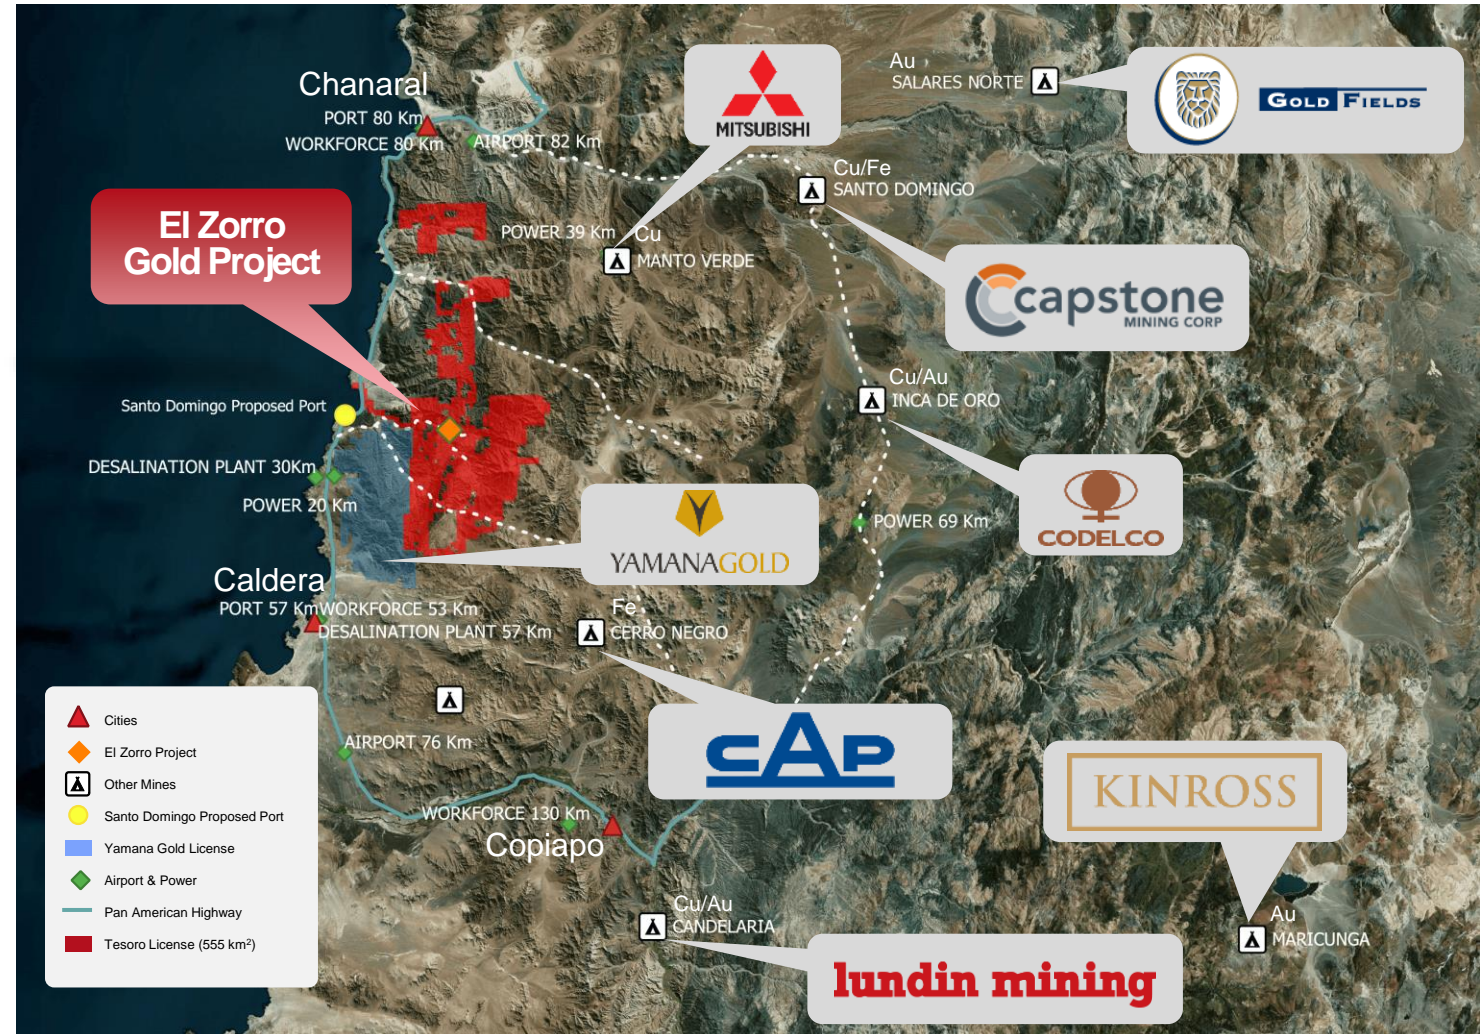 Chanaral
PORT 80 Km
WORKFORCE 80 Km
AIRPORT 82 Km
MITSUBISHI
Au
SALARES NORTE
GOLD FIELDS
Cu/Fe
SANTO DOMINGO
El Zorro
Gold Project
POWER 39 Km
Cu
MANTO VERDE
capstone
MINING CORP
Cu/Au
INCA DE ORO
Santo Domingo Proposed Port
DESALINATION PLANT 30Km
POWER 20 Km
YAMANAGOLD
POWER 69 Km
CODELCO
Caldera
PORT 57 Km
WORKFORCE 53 Km
DESALINATION PLANT 57 Km
Fe
CERRO NEGRO
CAP
AIRPORT 76 Km
WORKFORCE 130 Km
Copiapo
KINROSS
Cu/Au
CANDELARIA
lundin mining
Au
MARICUNGA
Cities
El Zorro Project
Other Mines
Santo Domingo Proposed Port
Yamana Gold License
Airport & Power
Pan American Highway
Tesoro License (555 km²)